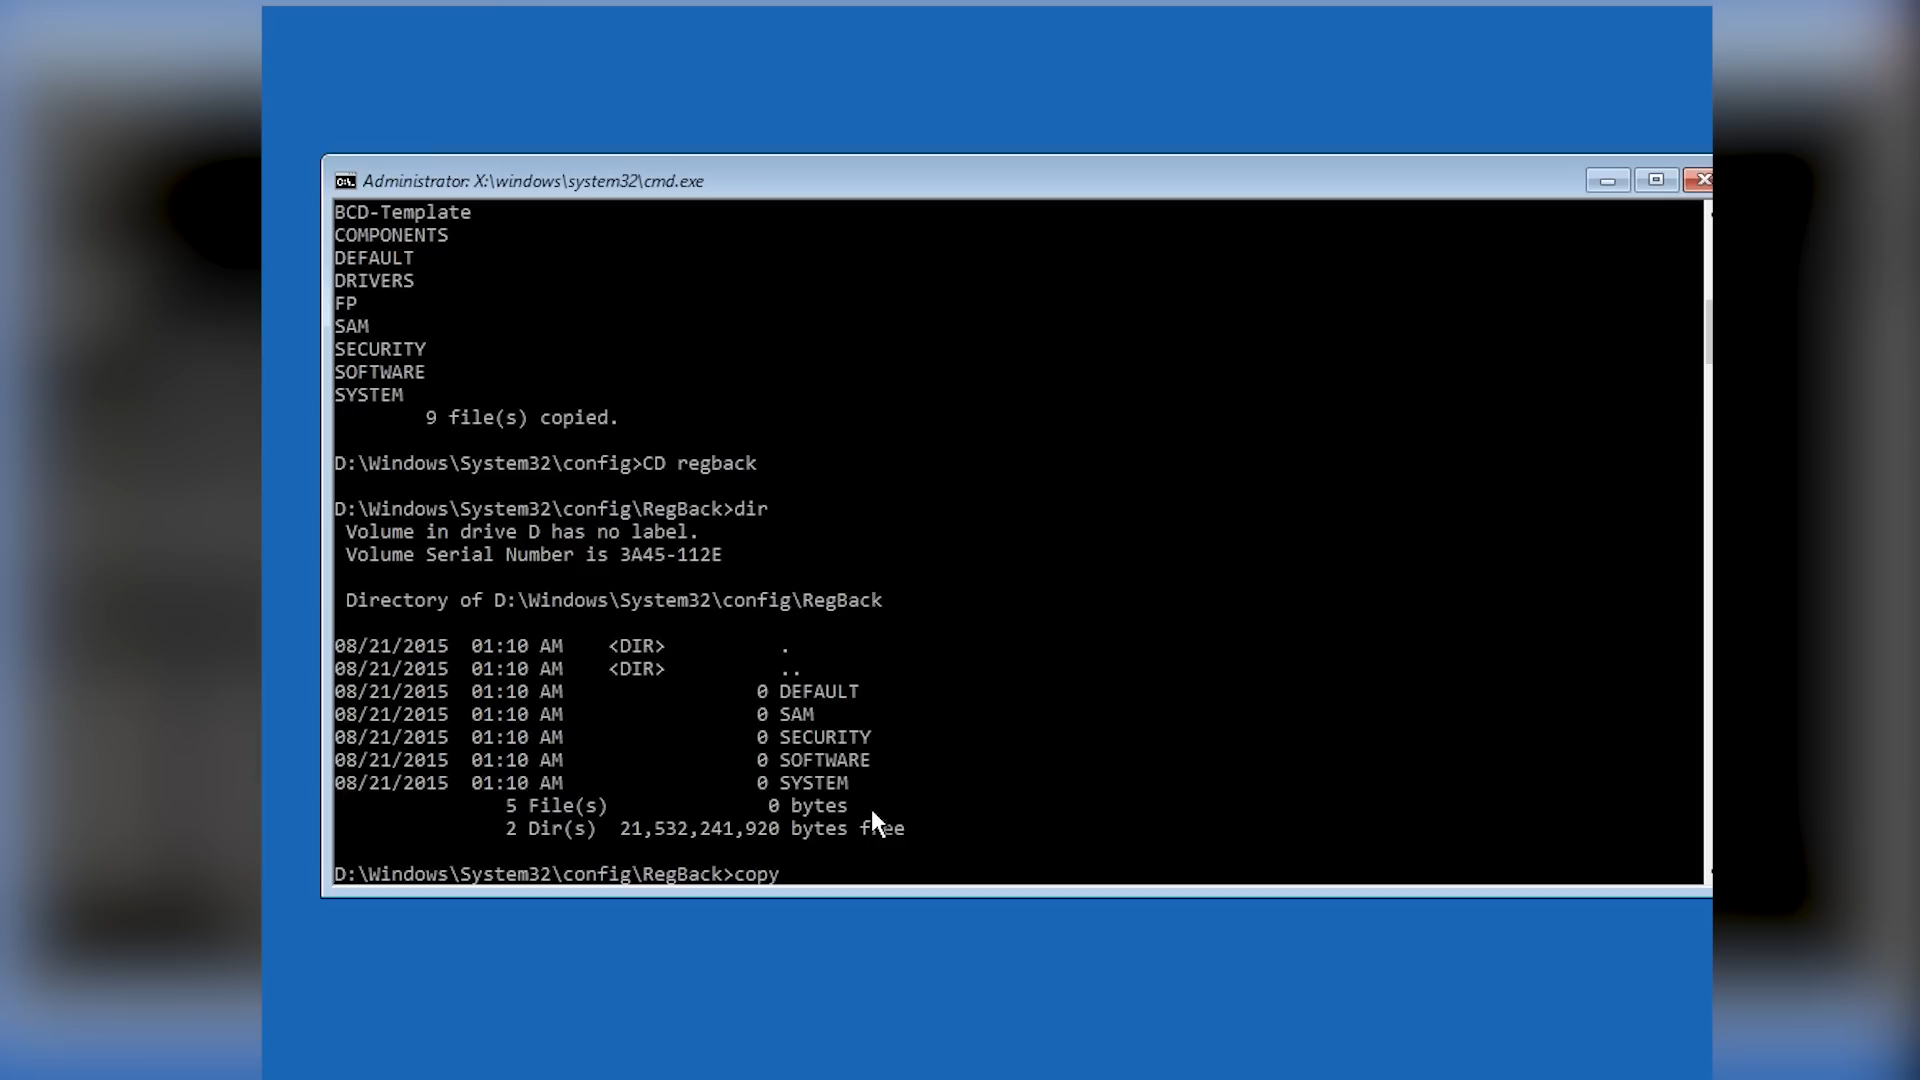 Administrator: X:\windows\system32\cmd.exe
BCD-Template
COMPONENTS
DEFAULT
DRIVERS
FP
SAM
SECURITY
SOFTWARE
SYSTEM
9 file(s) copied.
D:\Windows\System32\config>CD regback
D:\Windows\System32\config\RegBack>dir
Volume in drive D has no label.
Volume Serial Number is 3A45-112E
Directory of D:\Windows\System32\config\RegBack
08/21/2015 01:10 AM <DIR> .
08/21/2015 01:10 AM <DIR> ..
08/21/2015 01:10 AM 0 DEFAULT
08/21/2015 01:10 AM 0 SAM
08/21/2015 01:10 AM 0 SECURITY
08/21/2015 01:10 AM 0 SOFTWARE
08/21/2015 01:10 AM 0 SYSTEM
5 File(s) 0 bytes
2 Dir(s) 21,532,241,920 bytes free
D:\Windows\System32\config\RegBack>copy